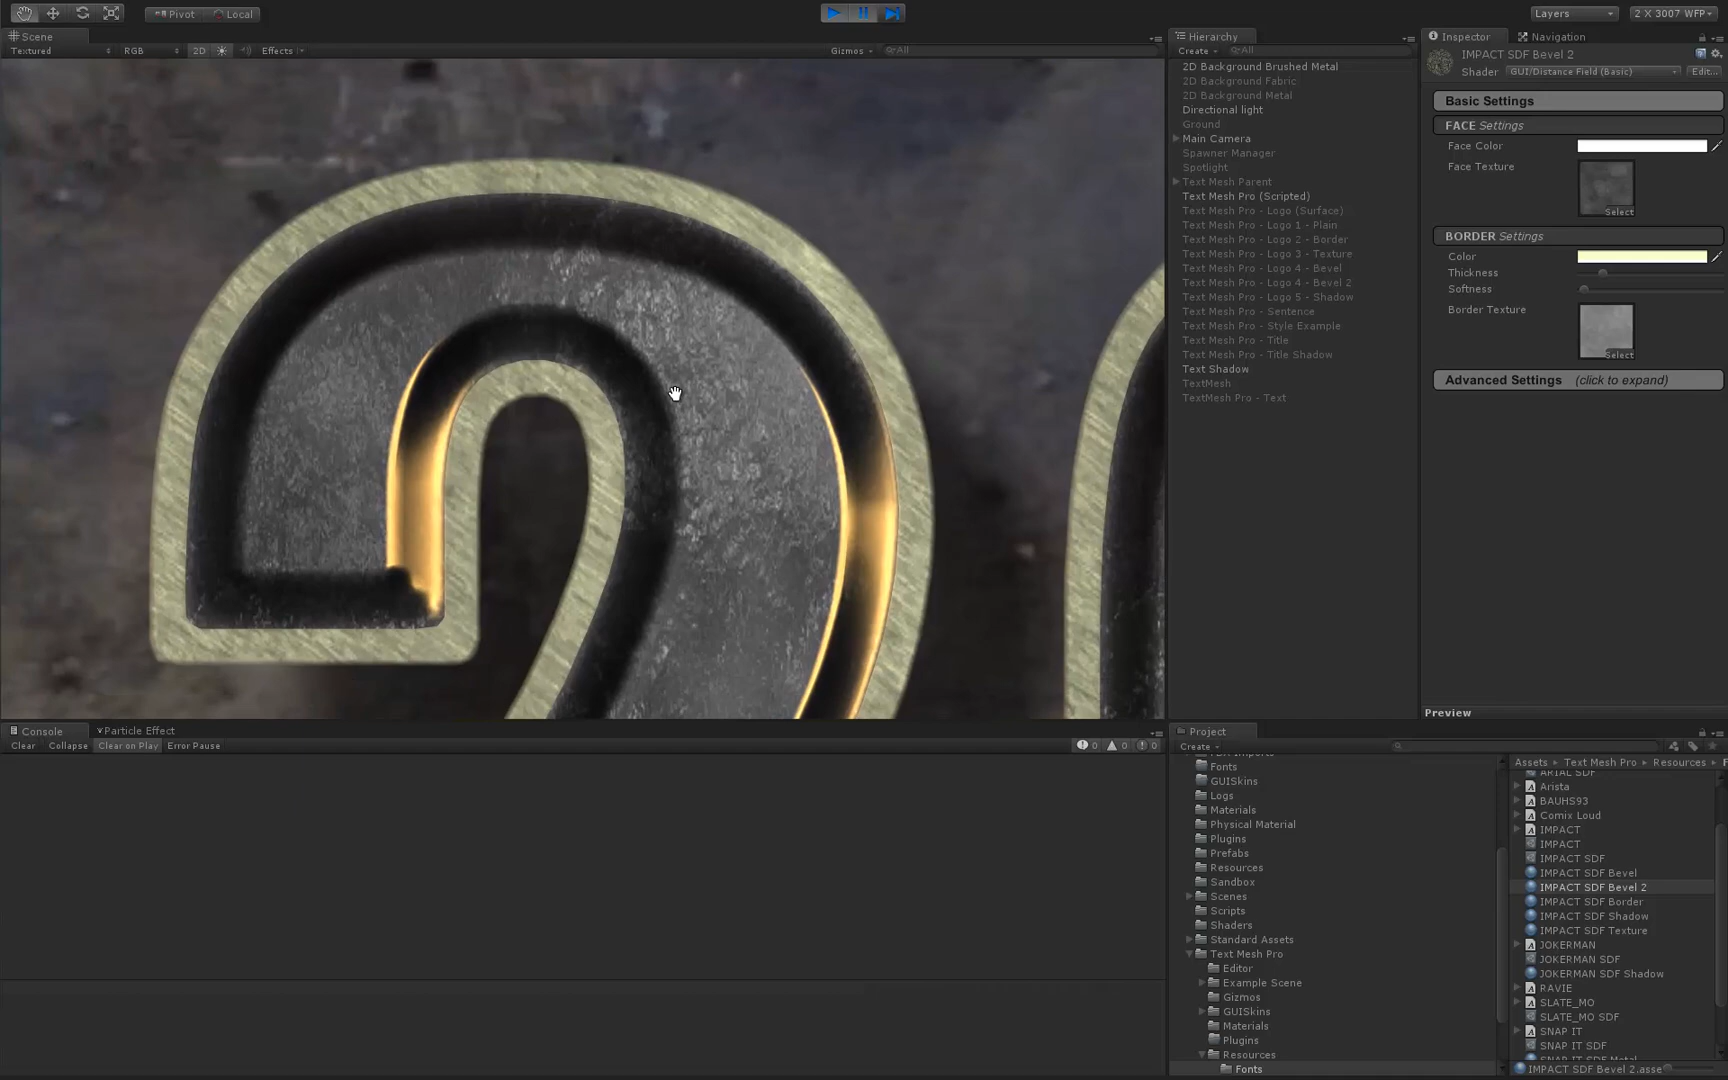 Pivot
Local
Layers
2 X 3007 WFP
Scene
Textured
RGB
2D
Effects
Gizmos
All
Hierarchy
Create
All
2D Background Brushed Metal
2D Background Fabric
2D Background Metal
Directional light
Ground
Main Camera
Spawner Manager
Spotlight
Text Mesh Parent
Text Mesh Pro (Scripted)
Text Mesh Pro - Logo (Surface)
Text Mesh Pro - Logo 1 - Plain
Text Mesh Pro - Logo 2 - Border
Text Mesh Pro - Logo 3 - Texture
Text Mesh Pro - Logo 4 - Bevel
Text Mesh Pro - Logo 4 - Bevel 2
Text Mesh Pro - Logo 5 - Shadow
Text Mesh Pro - Sentence
Text Mesh Pro - Style Example
Text Mesh Pro - Title
Text Mesh Pro - Title Shadow
Text Shadow
TextMesh
TextMesh Pro - Text
Inspector
Navigation
IMPACT SDF Bevel 2
Shader
GUI/Distance Field (Basic)
Edit...
Basic Settings
FACE Settings
Face Color
Face Texture
Select
BORDER Settings
Color
Thickness
Softness
Border Texture
Select
Advanced Settings (click to expand)
Preview
2
Console
Particle Effect
Clear
Collapse
Clear on Play
Error Pause
0
0
0
Project
Create
Fonts
GUISkins
Logs
Materials
Physical Material
Plugins
Prefabs
Resources
Sandbox
Scenes
Scripts
Shaders
Standard Assets
Text Mesh Pro
Editor
Example Scene
Gizmos
GUISkins
Materials
Plugins
Resources
Fonts
Assets
Text Mesh Pro
Resources
ARIAL SDF
Arista
BAUHS93
Comix Loud
IMPACT
IMPACT
IMPACT SDF
IMPACT SDF Bevel
IMPACT SDF Bevel 2
IMPACT SDF Border
IMPACT SDF Shadow
IMPACT SDF Texture
JOKERMAN
JOKERMAN SDF
JOKERMAN SDF Shadow
RAVIE
SLATE_MO
SLATE_MO SDF
SNAP IT
SNAP IT SDF
SNAP IT SDF Metal
IMPACT SDF Bevel 2.asse